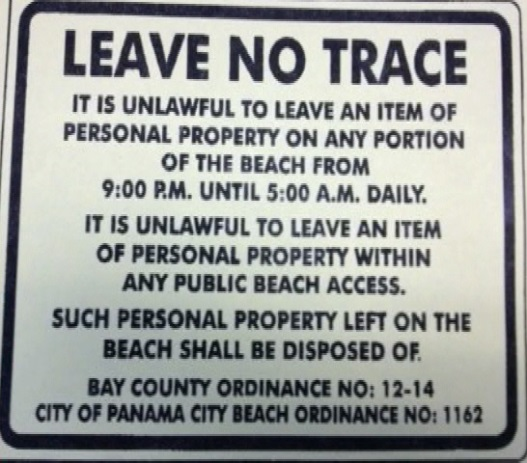 LEAVE NO TRACE
IT IS UNLAWFUL TO LEAVE AN ITEM OF
PERSONAL PROPERTY ON ANY PORTION
OF THE BEACH FROM
9:00 P.M. UNTIL 5:00 A.M. DAILY.
IT IS UNLAWFUL TO LEAVE AN ITEM
OF PERSONAL PROPERTY WITHIN
ANY PUBLIC BEACH ACCESS.
SUCH PERSONAL PROPERTY LEFT ON THE
BEACH SHALL BE DISPOSED OF.
BAY COUNTY ORDINANCE NO: 12-14
CITY OF PANAMA CITY BEACH ORDINANCE NO: 1162